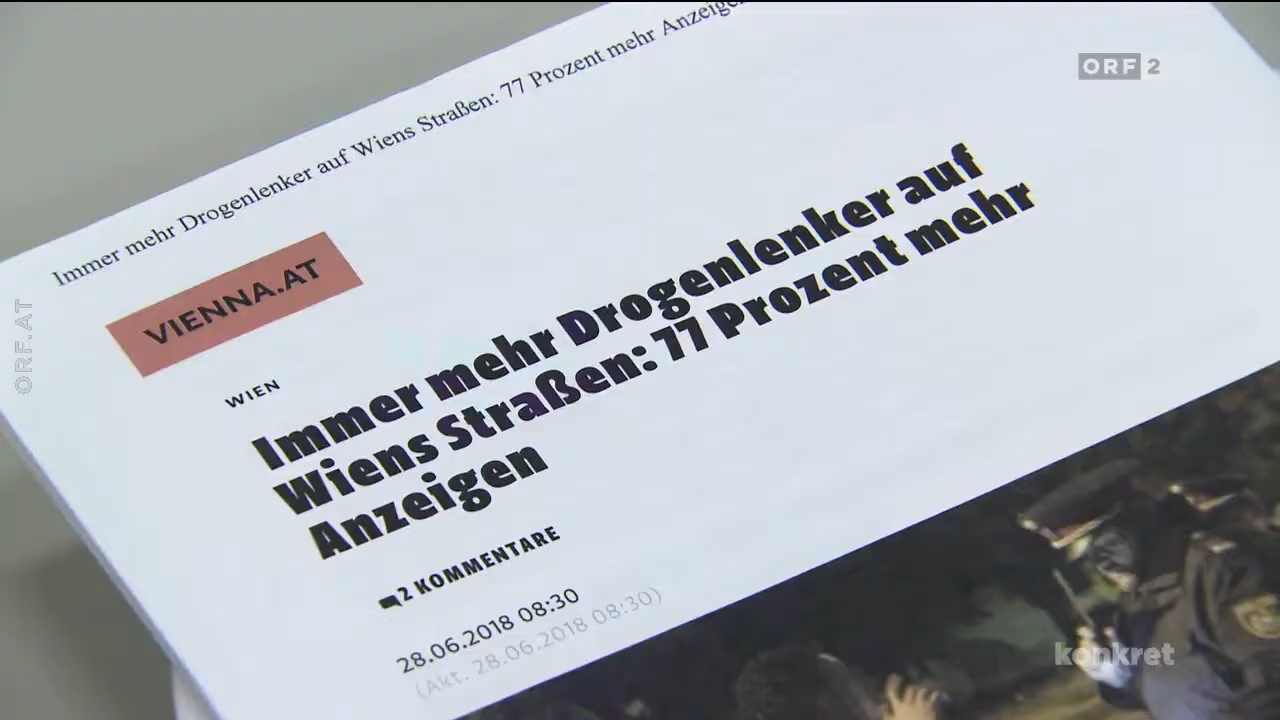 Immer mehr Drogenlenker auf Wiens Straßen: 77 Prozent mehr
ORF 2
VIENNA.AT
WIEN
Immer mehr Drogenlenker auf
Wiens Straßen: 77 Prozent mehr
Anzeigen
2 KOMMENTARE
28.06.2018 08:30
(Akt. 28.06.2018 08:30)
ORF.AT
konkret